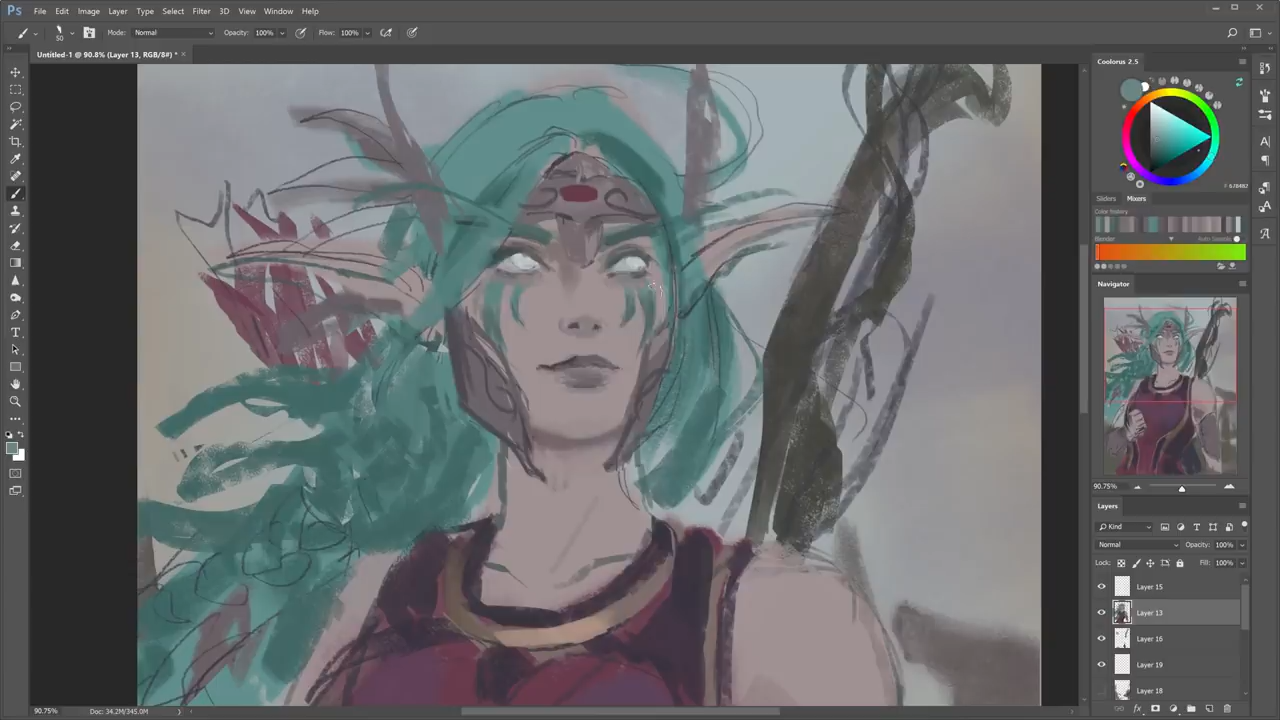 Ps File Edit Image Layer Type Select Filter 3D View Window Help
50 Mode: Normal Opacity: 100% Flow: 100%
Untitled-1 @ 90.8% (Layer 13, RGB/8#) * ×
Coolorus 2.5
Sliders Mixers
Color history
Blender
Navigator
90.75%
Layers
Kind
Normal Opacity: 100%
Lock: Fill: 100%
Layer 15
Layer 13
Layer 16
Layer 19
Layer 18
90.75% Doc: 34.2M/345.0M